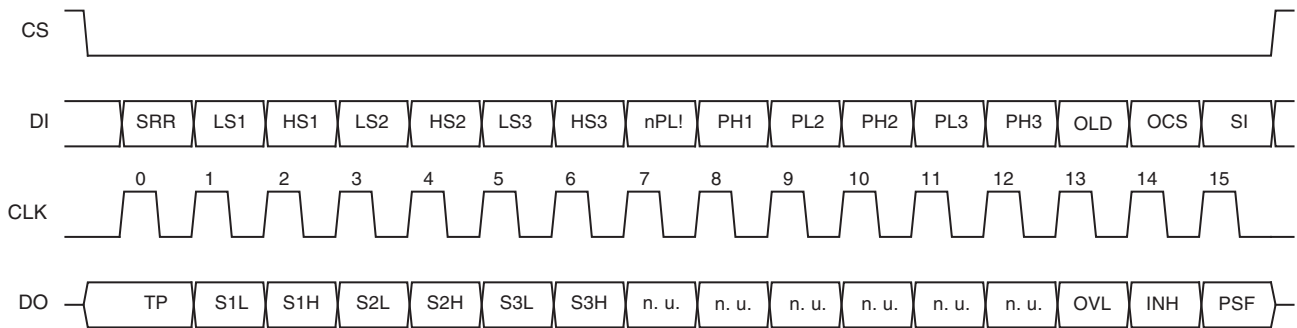 CS
DI SRR LS1 HS1 LS2 HS2 LS3 HS3 nPL! PH1 PL2 PH2 PL3 PH3 OLD OCS SI
0 1 2 3 4 5 6 7 8 9 10 11 12 13 14 15
CLK
DO TP S1L S1H S2L S2H S3L S3H n. u. n. u. n. u. n. u. n. u. n. u. OVL INH PSF